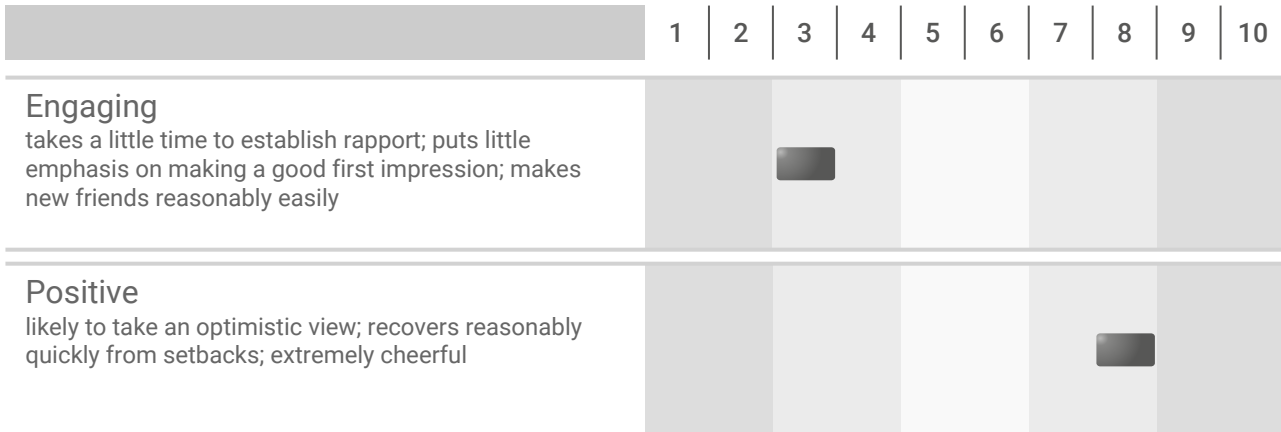 1 2 3 4 5 6 7 8 9 10
Engaging
takes a little time to establish rapport; puts little
emphasis on making a good first impression; makes
new friends reasonably easily
Positive
likely to take an optimistic view; recovers reasonably
quickly from setbacks; extremely cheerful